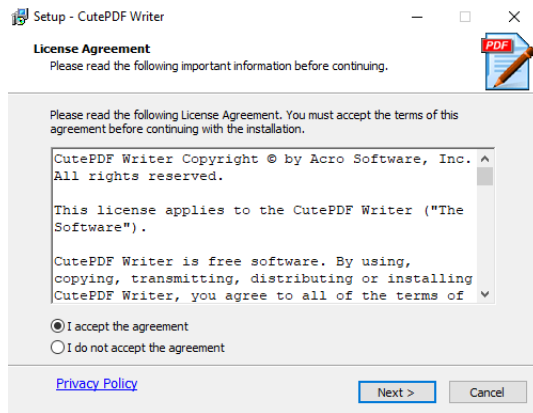 Setup - CutePDF Writer
License Agreement
Please read the following important information before continuing.
PDF
Please read the following License Agreement. You must accept the terms of this
agreement before continuing with the installation.
CutePDF Writer Copyright © by Acro Software, Inc.
All rights reserved.
This license applies to the CutePDF Writer ("The
Software").
CutePDF Writer is free software. By using,
copying, transmitting, distributing or installing
CutePDF Writer, you agree to all of the terms of
I accept the agreement
I do not accept the agreement
Privacy Policy
Next >
Cancel